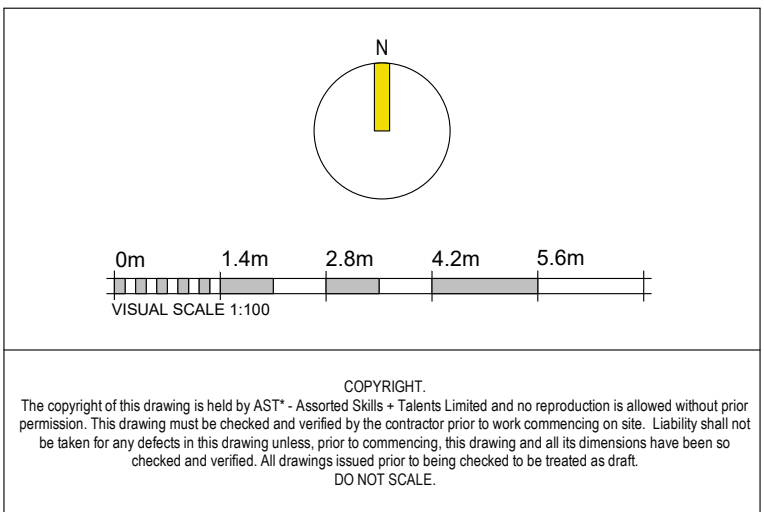 N
0m 1.4m 2.8m 4.2m 5.6m
VISUAL SCALE 1:100
COPYRIGHT.
The copyright of this drawing is held by AST* - Assorted Skills + Talents Limited and no reproduction is allowed without prior
permission. This drawing must be checked and verified by the contractor prior to work commencing on site. Liability shall not
be taken for any defects in this drawing unless, prior to commencing, this drawing and all its dimensions have been so
checked and verified. All drawings issued prior to being checked to be treated as draft.
DO NOT SCALE.